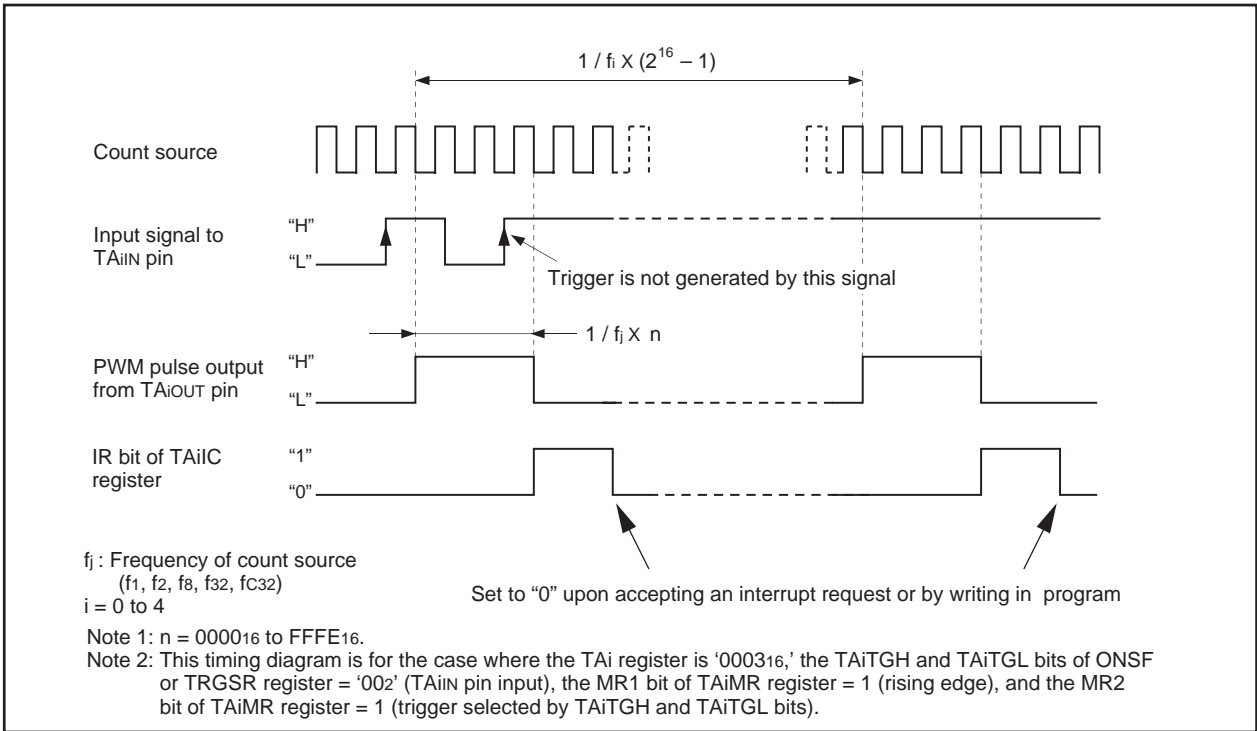 1 / fi X (2^16 – 1)
Count source
Input signal to
TAiIN pin
“H”
“L”
Trigger is not generated by this signal
1 / fj X n
PWM pulse output
from TAiOUT pin
“H”
“L”
IR bit of TAiIC
register
“1”
“0”
fj : Frequency of count source
(f1, f2, f8, f32, fC32)
i = 0 to 4
Set to “0” upon accepting an interrupt request or by writing in program
Note 1: n = 000016 to FFFE16.
Note 2: This timing diagram is for the case where the TAi register is ‘000316,’ the TAiTGH and TAiTGL bits of ONSF
or TRGSR register = ‘002’ (TAiIN pin input), the MR1 bit of TAiMR register = 1 (rising edge), and the MR2
bit of TAiMR register = 1 (trigger selected by TAiTGH and TAiTGL bits).